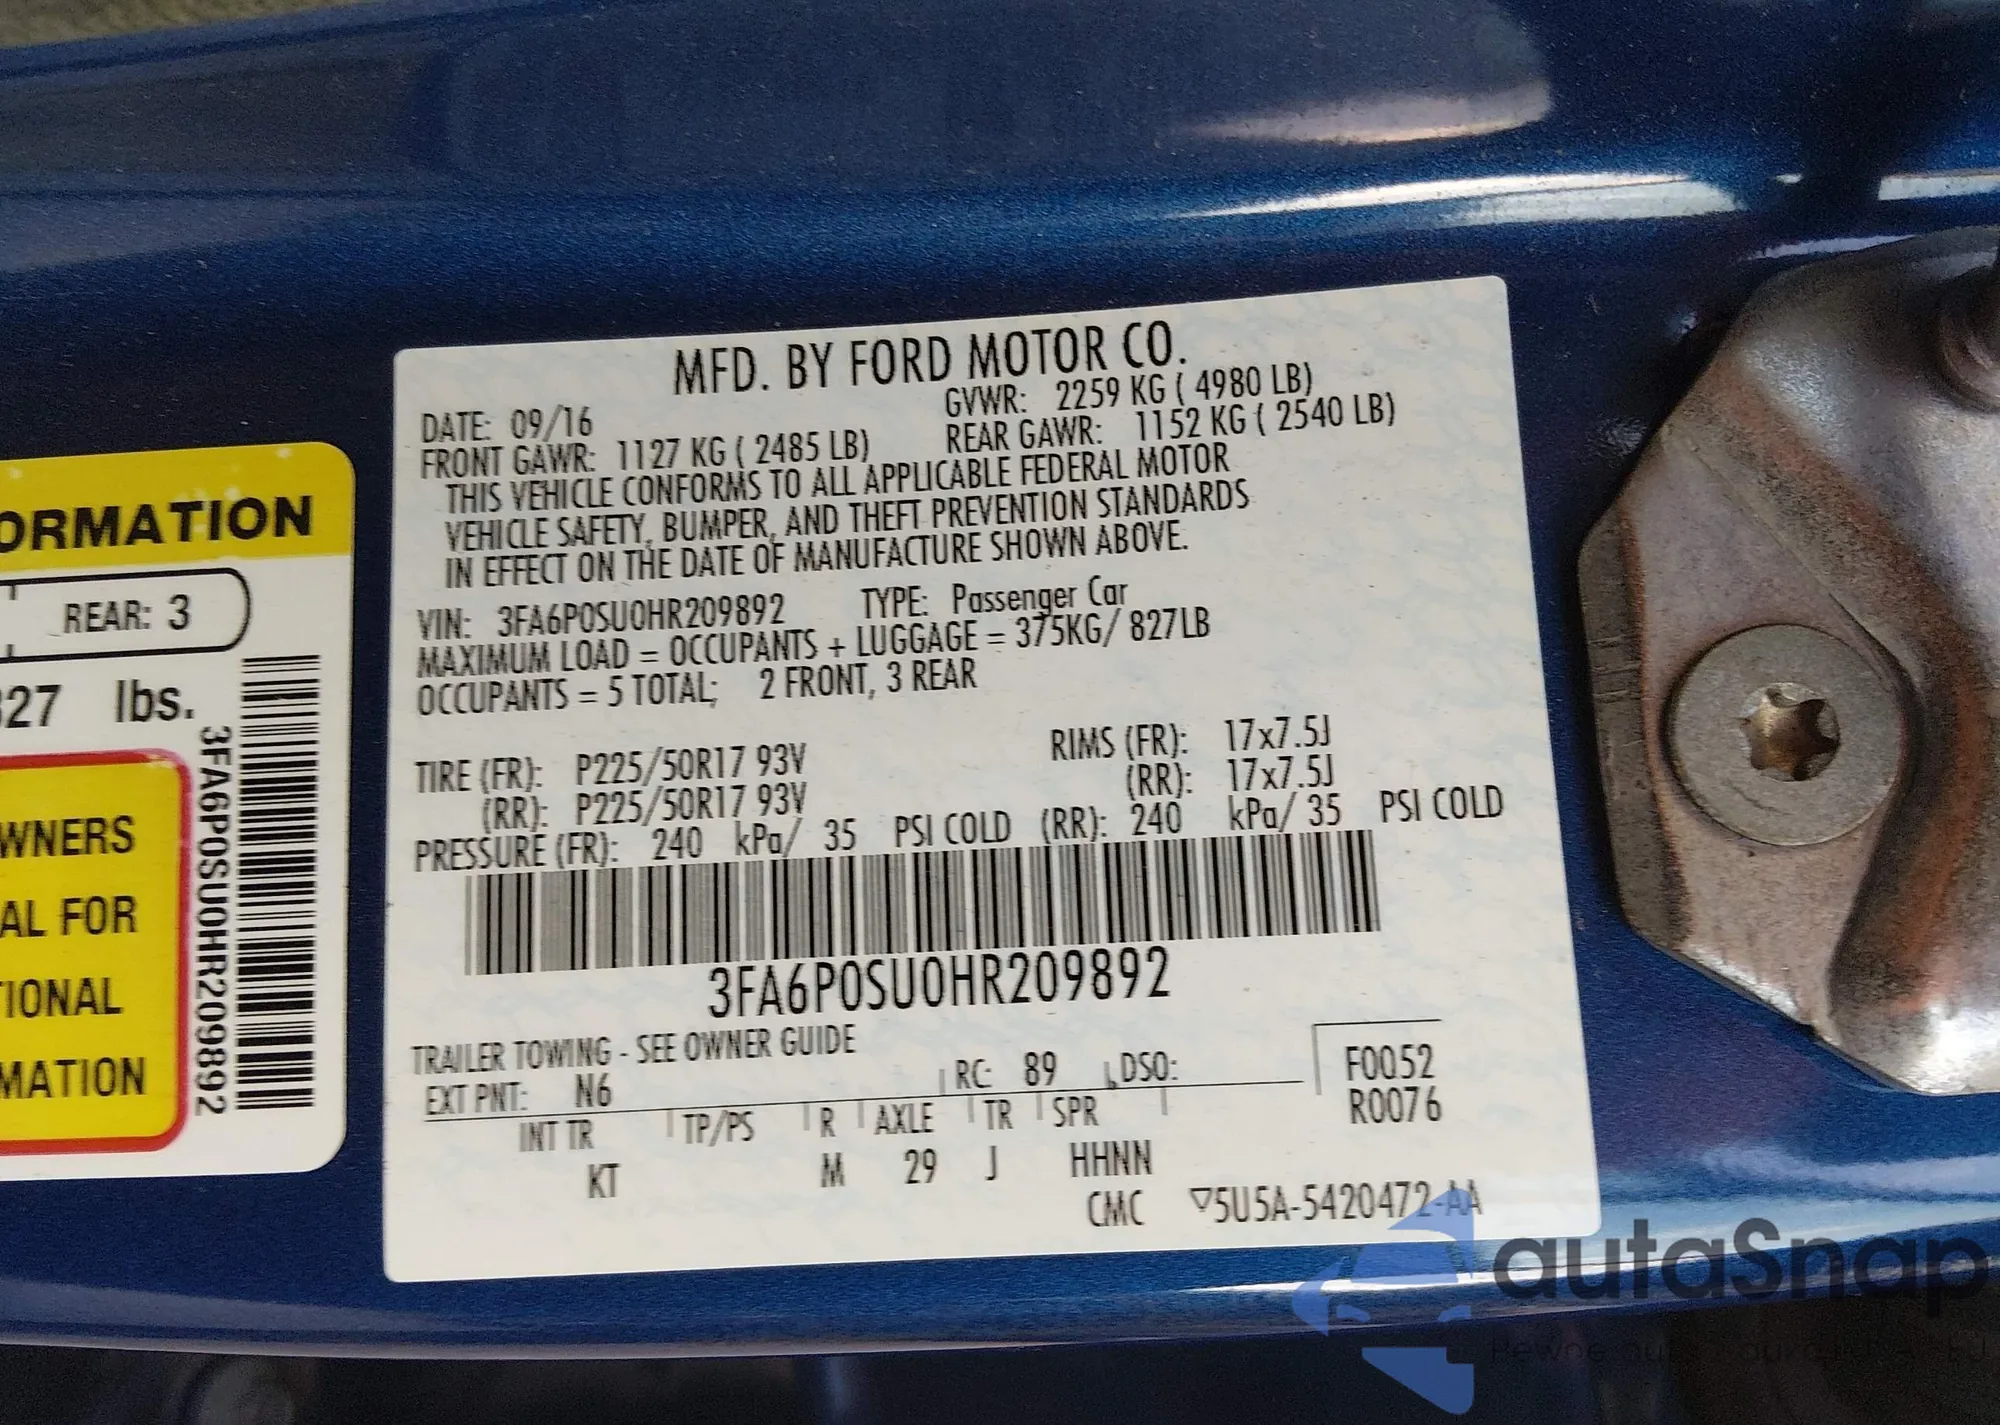 ORMATION
REAR: 3
827 lbs.
WNERS
AL FOR
TIONAL
MATION
3FA6P0SU0HR209892
MFD. BY FORD MOTOR CO.
DATE: 09/16 GVWR: 2259 KG ( 4980 LB)
FRONT GAWR: 1127 KG ( 2485 LB) REAR GAWR: 1152 KG ( 2540 LB)
THIS VEHICLE CONFORMS TO ALL APPLICABLE FEDERAL MOTOR
VEHICLE SAFETY, BUMPER, AND THEFT PREVENTION STANDARDS
IN EFFECT ON THE DATE OF MANUFACTURE SHOWN ABOVE.
VIN: 3FA6P0SU0HR209892 TYPE: Passenger Car
MAXIMUM LOAD = OCCUPANTS + LUGGAGE = 375KG/ 827LB
OCCUPANTS = 5 TOTAL; 2 FRONT, 3 REAR
TIRE (FR): P225/50R17 93V RIMS (FR): 17x7.5J
(RR): P225/50R17 93V (RR): 17x7.5J
PRESSURE (FR): 240 kPa/ 35 PSI COLD (RR): 240 kPa/ 35 PSI COLD
3FA6P0SU0HR209892
TRAILER TOWING - SEE OWNER GUIDE
EXT PNT: N6 RC: 89 DSO: F0052
R0076
INT TR TP/PS R AXLE TR SPR
KT M 29 J HHNN
CMC ▽5U5A-5420472-AA
autaSnap